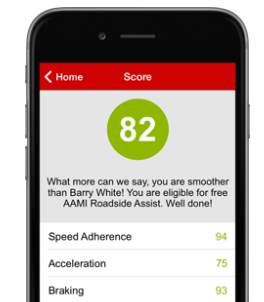 Home Score
82
What more can we say, you are smoother
than Barry White! You are eligible for free
AAMI Roadside Assist. Well done!
Speed Adherence 94
Acceleration 75
Braking 93